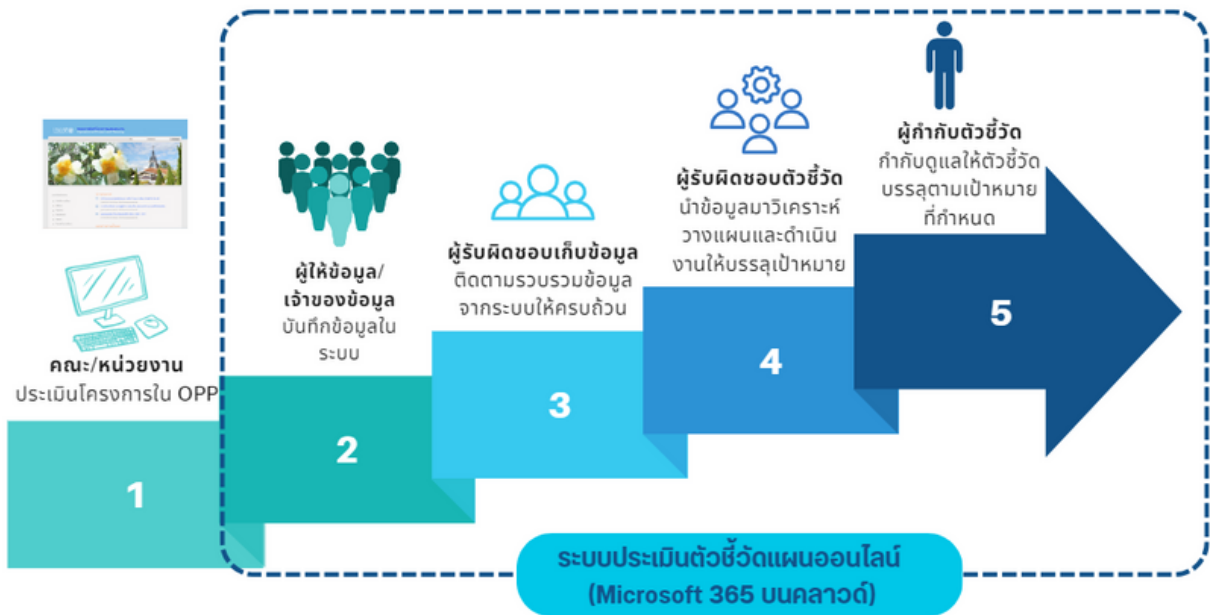 คณะ/หน่วยงาน
ประเมินโครงการใน OPP
1
ผู้ให้ข้อมูล/
เจ้าของข้อมูล
บันทึกข้อมูลใน
ระบบ
2
ผู้รับผิดชอบเก็บข้อมูล
ติดตามรวบรวมข้อมูล
จากระบบให้ครบถ้วน
3
ผู้รับผิดชอบตัวชี้วัด
นำข้อมูลมาวิเคราะห์
วางแผนและดำเนิน
งานให้บรรลุเป้าหมาย
4
ผู้กำกับตัวชี้วัด
กำกับดูแลให้ตัวชี้วัด
บรรลุตามเป้าหมาย
ที่กำหนด
5
ระบบประเมินตัวชี้วัดแผนออนไลน์
(Microsoft 365 บนคลาวด์)